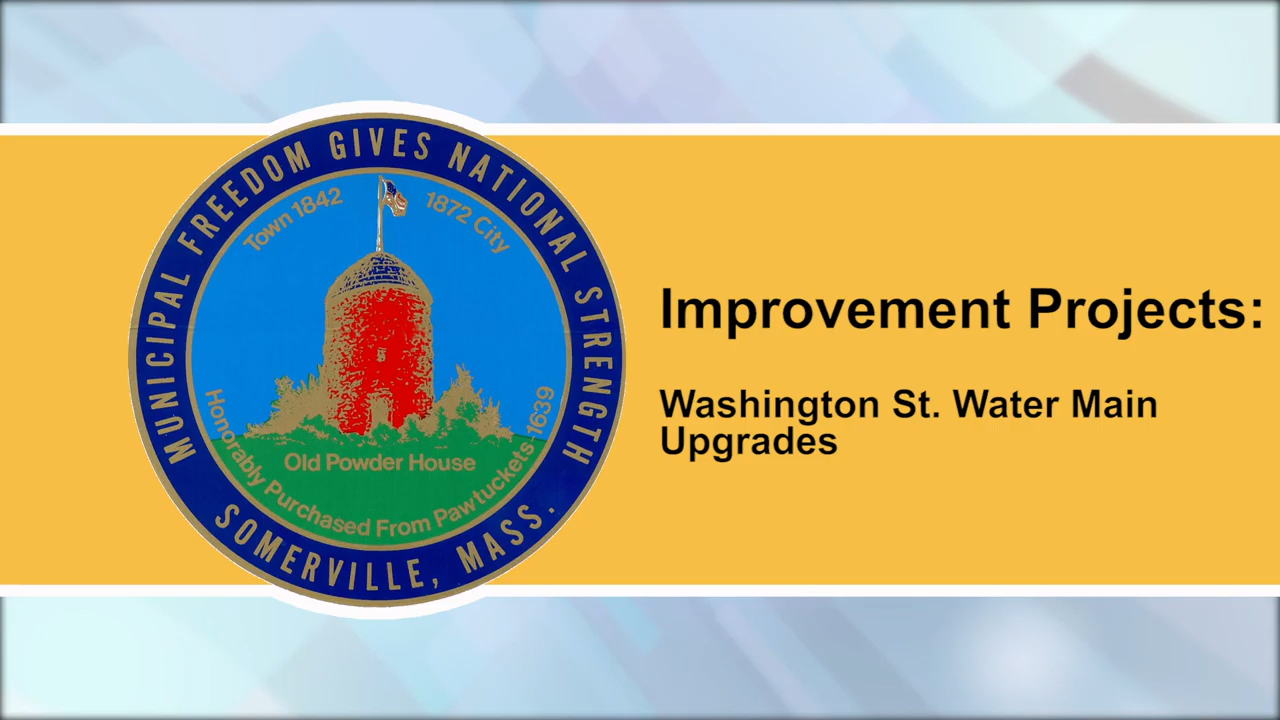 MUNICIPAL FREEDOM GIVES NATIONAL STRENGTH
Town 1842
1872 City
Old Powder House
Honorably Purchased From Pawtuckets 1639
SOMERVILLE, MASS.
Improvement Projects:
Washington St. Water Main
Upgrades